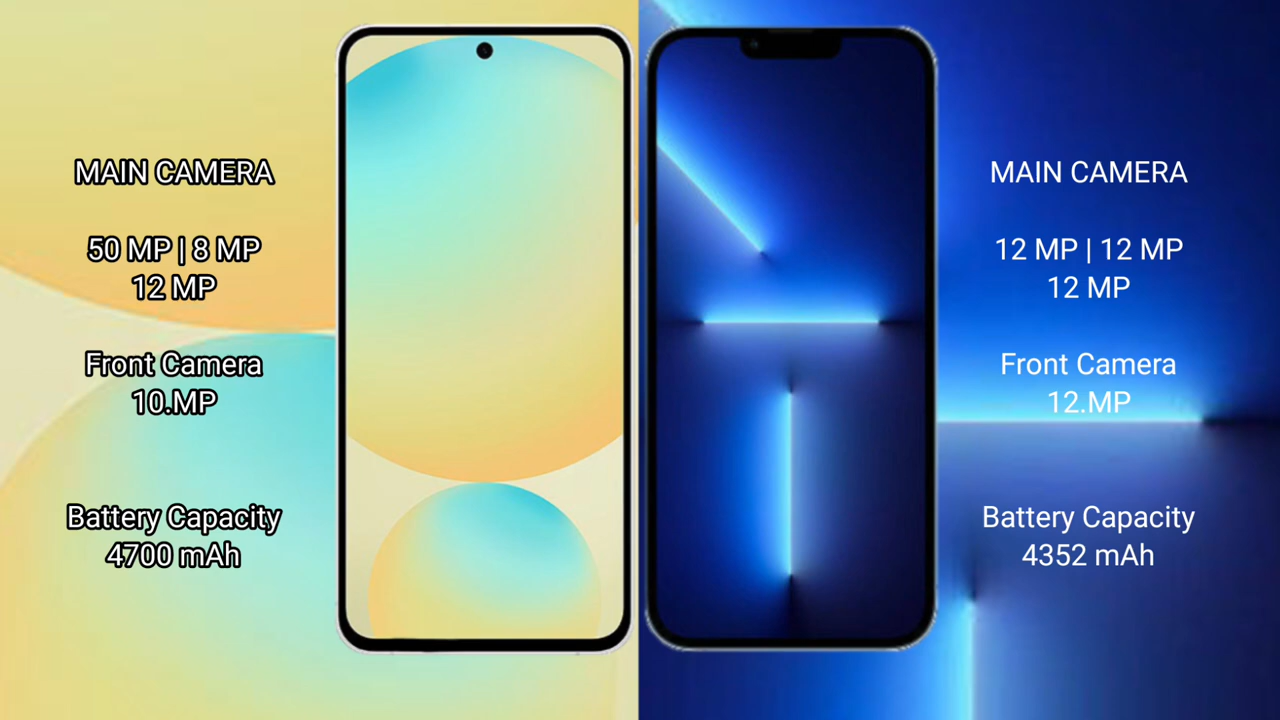 MAIN CAMERA
50 MP | 8 MP
12 MP
Front Camera
10.MP
Battery Capacity
4700 mAh
MAIN CAMERA
12 MP | 12 MP
12 MP
Front Camera
12.MP
Battery Capacity
4352 mAh